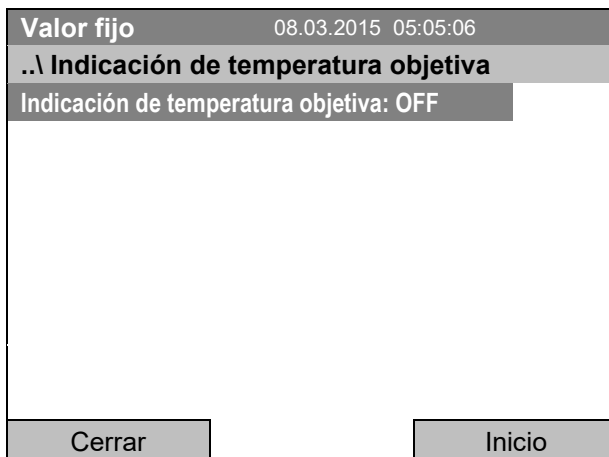 Valor fijo 08.03.2015 05:05:06
..\ Indicación de temperatura objetiva
Indicación de temperatura objetiva: OFF
Cerrar Inicio